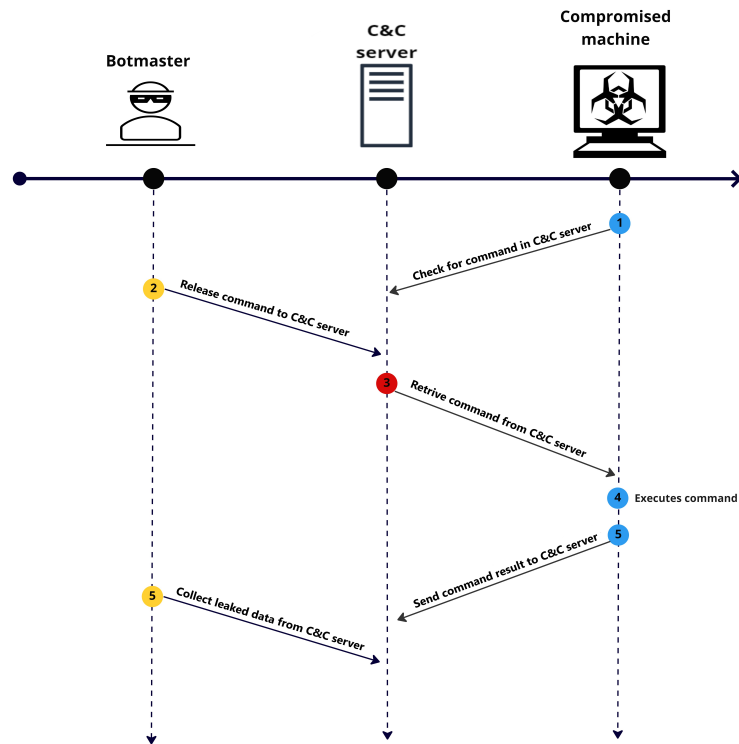 Botmaster
C&C
server
Compromised
machine
1
Check for command in C&C server
2
Release command to C&C server
3
Retrive command from C&C server
4
Executes command
5
Send command result to C&C server
5
Collect leaked data from C&C server